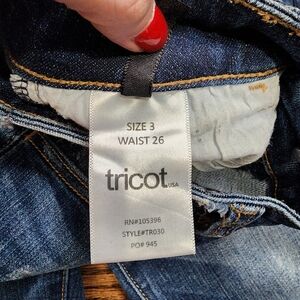 SIZE 3
WAIST 26
tricot USA
RN#105396
STYLE#TR030
PO# 945